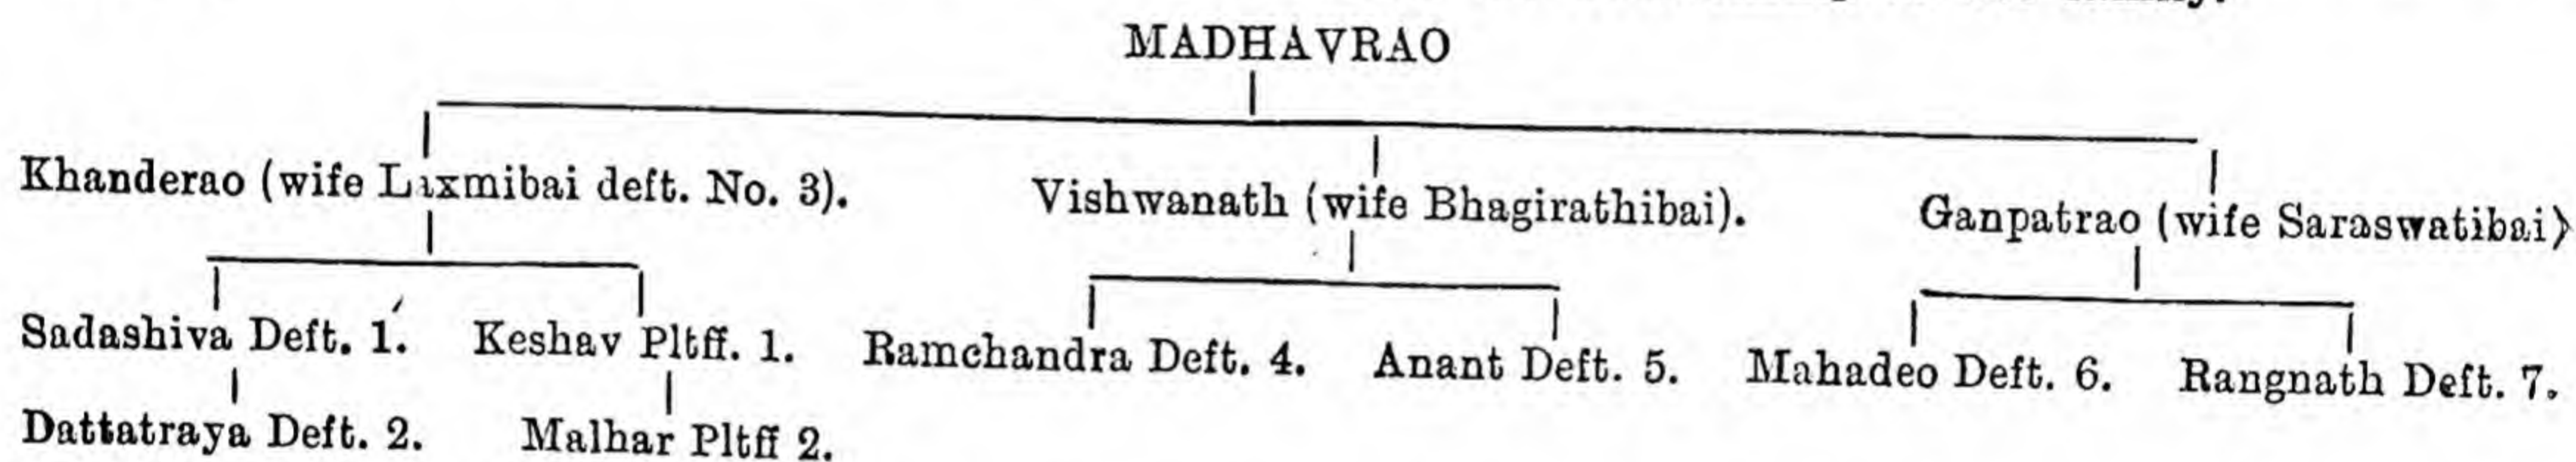 MADHAVRAO
Khanderao (wife Laxmibai deft. No. 3). Vishwanath (wife Bhagirathibai). Ganpatrao (wife Saraswatibai)
Sadashiva Deft. 1. Keshav Pltff. 1. Ramchandra Deft. 4. Anant Deft. 5. Mahadeo Deft. 6. Rangnath Deft. 7.
Dattatraya Deft. 2. Malhar Pltff 2.